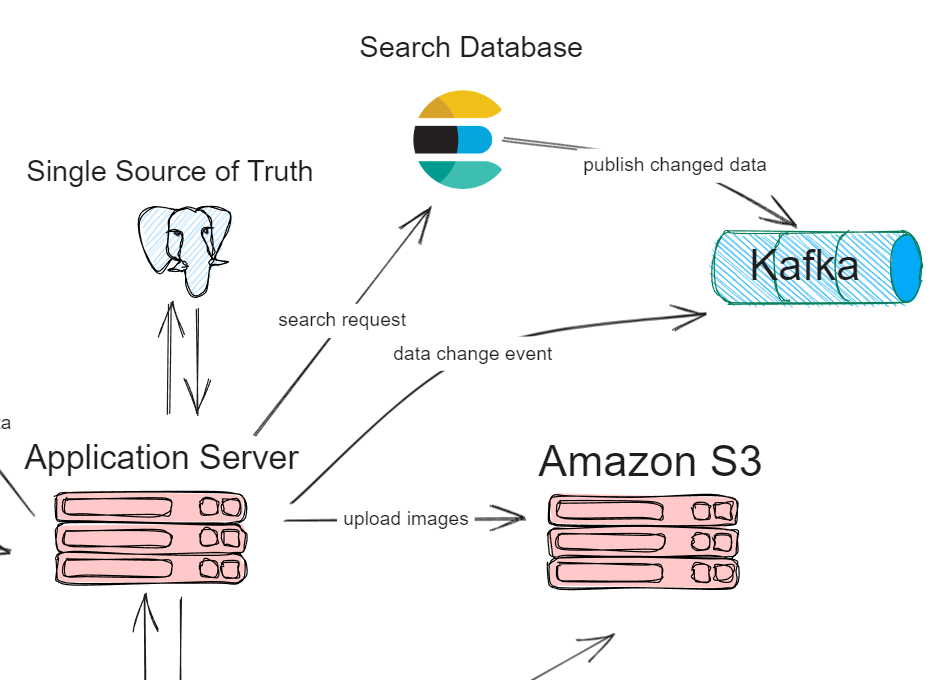 Search Database
publish changed data
Single Source of Truth
Kafka
search request
data change event
Application Server
Amazon S3
upload images